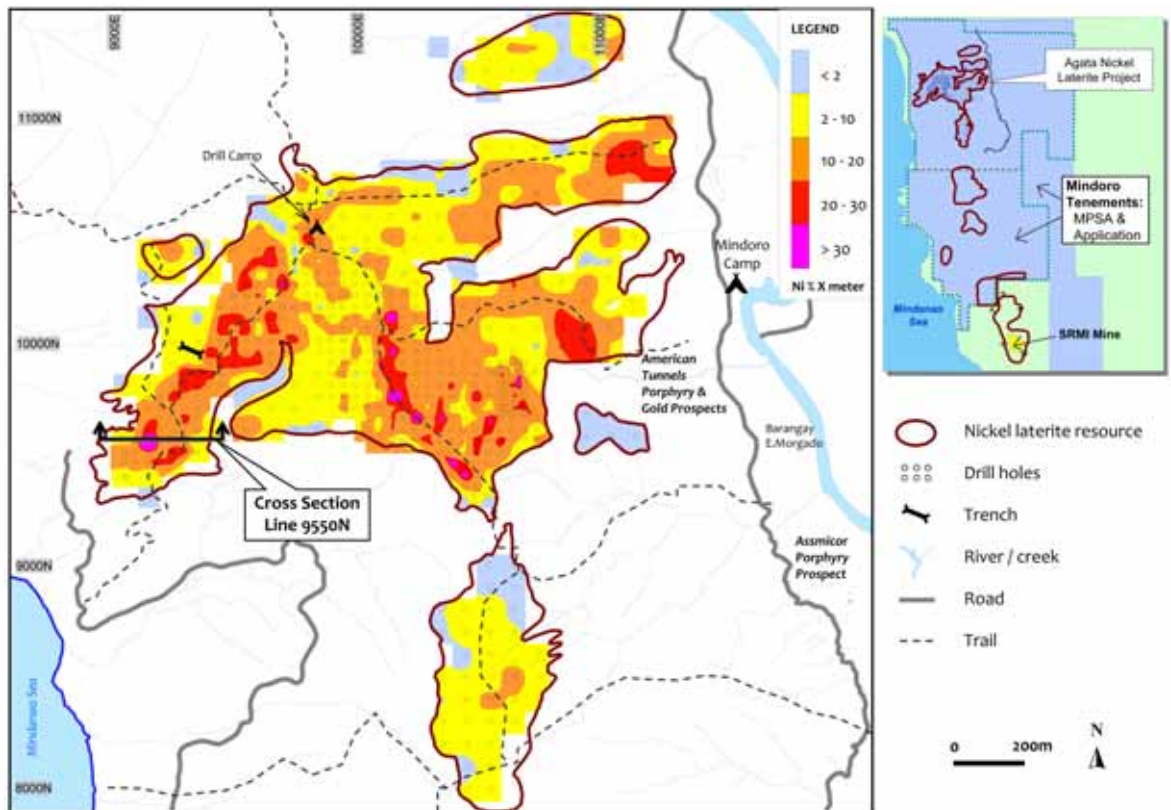 9000E
10000E
11000E
11000N
10000N
9000N
8000N
Drill Camp
Mindoro
Camp
American
Tunnels
Porphyry &
Gold Prospects
Barangay
E.Morgado
Assmicor
Porphyry
Prospect
Cross Section
Line 9550N
Mindanao Sea
LEGEND
< 2
2 - 10
10 - 20
20 - 30
> 30
Ni % X meter
Agata Nickel
Laterite Project
Mindoro
Tenements:
MPSA &
Application
Mindanao
Sea
SRMI Mine
Nickel laterite resource
Drill holes
Trench
River / creek
Road
Trail
0 200m
N